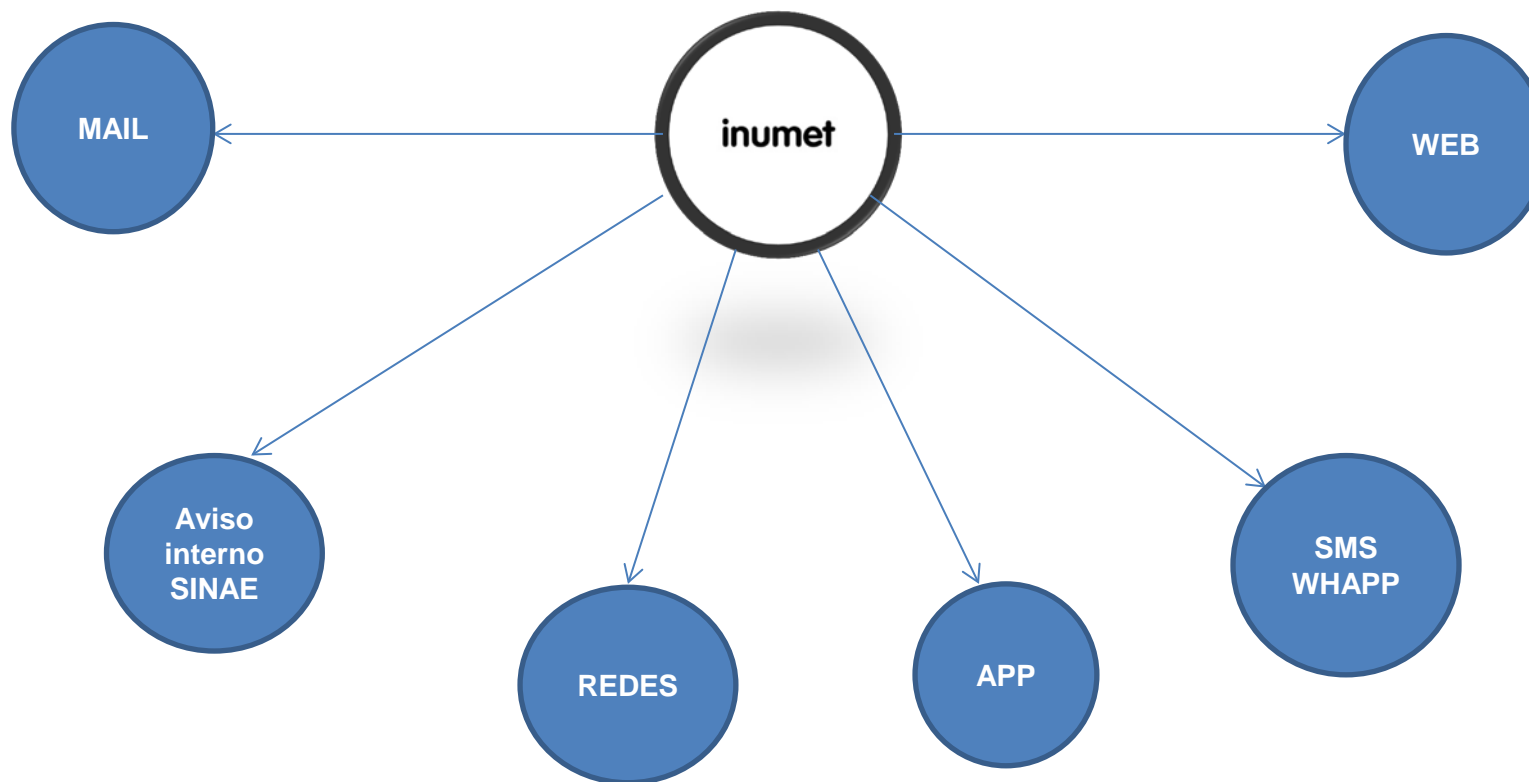 inumet
MAIL
WEB
Aviso
interno
SINAE
REDES
APP
SMS
WHAPP